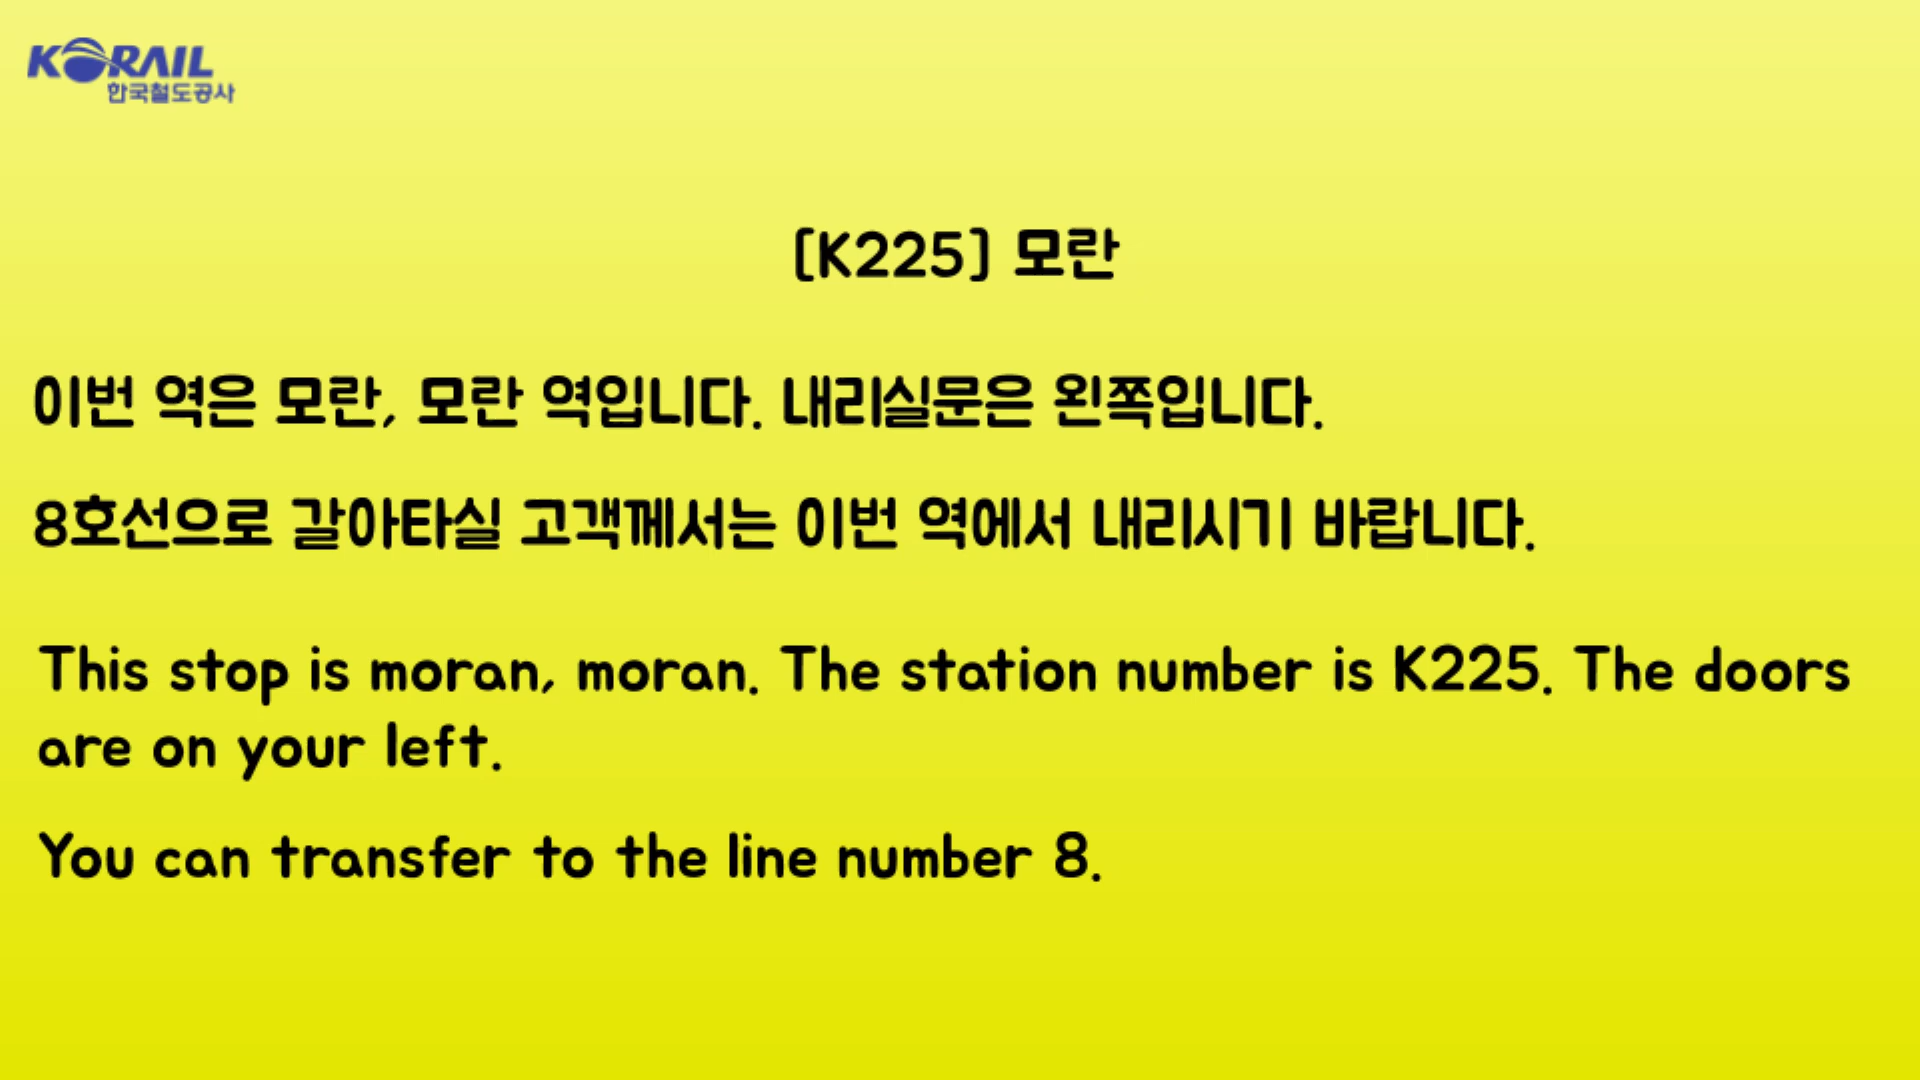 KORAIL
한국철도공사
[K225] 모란
이번 역은 모란, 모란 역입니다. 내리실문은 왼쪽입니다.
8호선으로 갈아타실 고객께서는 이번 역에서 내리시기 바랍니다.
This stop is moran, moran. The station number is K225. The doors
are on your left.
You can transfer to the line number 8.